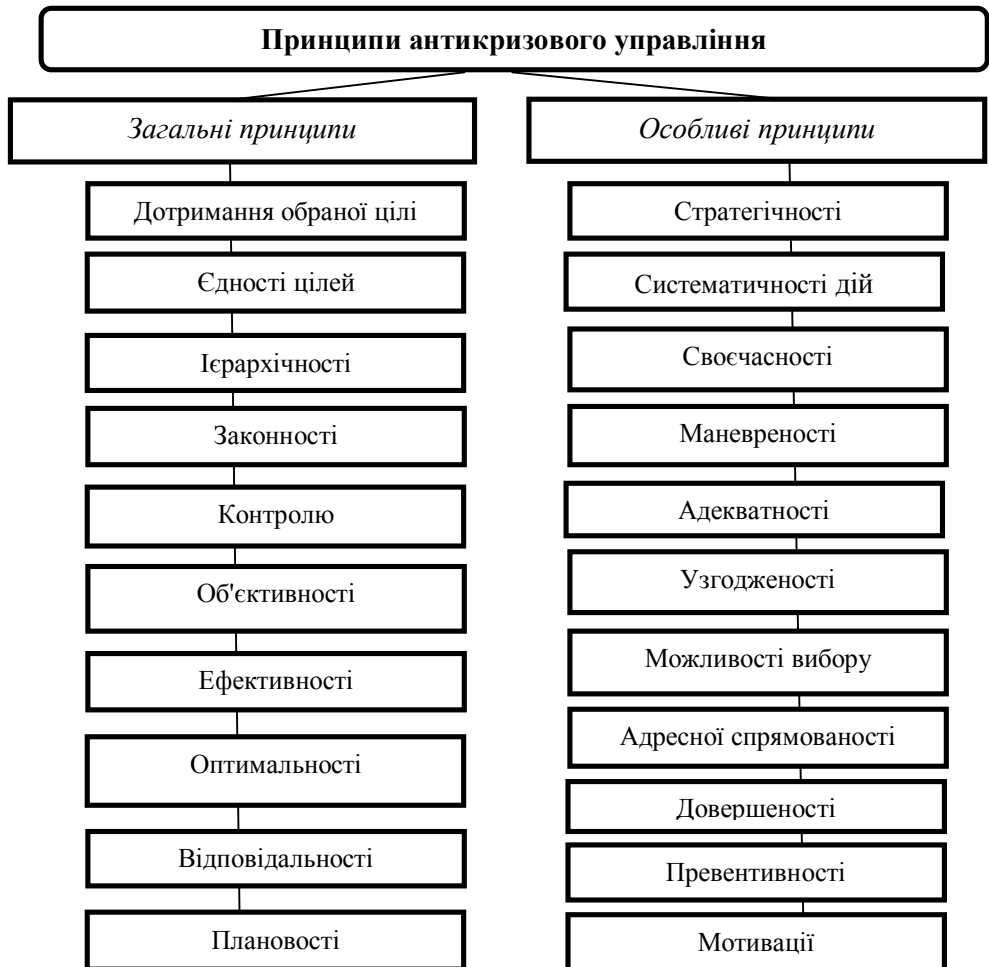 Принципи антикризового управління
Загальні принципи
Дотримання обраної цілі
Єдності цілей
Ієрархічності
Законності
Контролю
Об'єктивності
Ефективності
Оптимальності
Відповідальності
Плановості
Особливі принципи
Стратегічності
Систематичності дій
Своєчасності
Маневреності
Адекватності
Узгодженості
Можливості вибору
Адресної спрямованості
Довершеності
Превентивності
Мотивації